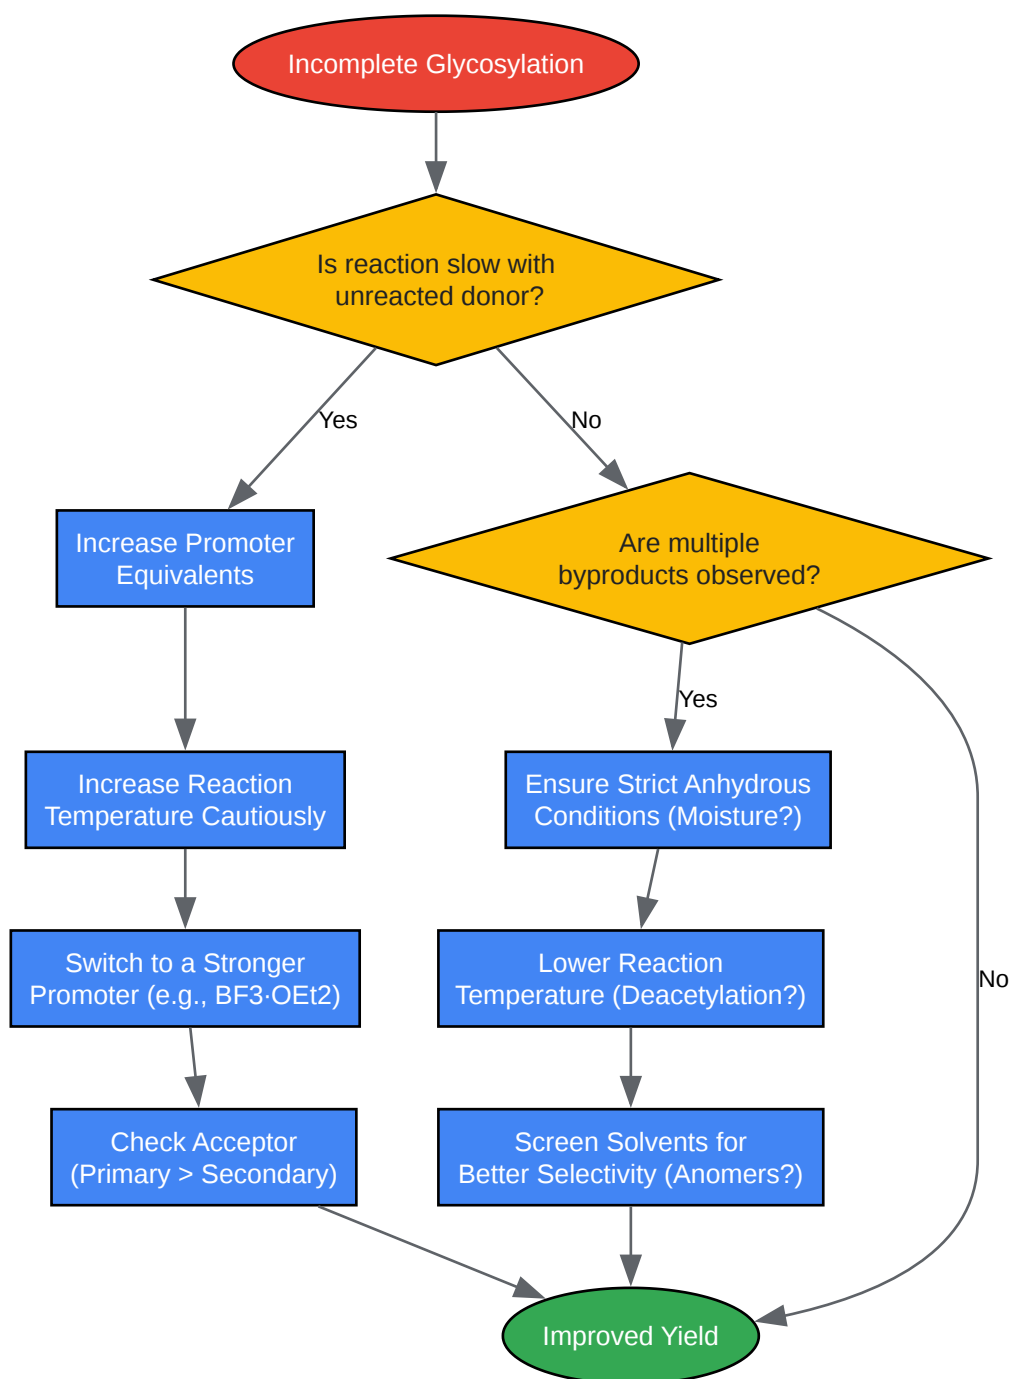 Incomplete Glycosylation
Is reaction slow with
unreacted donor?
Yes
No
Increase Promoter
Equivalents
Are multiple
byproducts observed?
Yes
Increase Reaction
Temperature Cautiously
Ensure Strict Anhydrous
Conditions (Moisture?)
Switch to a Stronger
Promoter (e.g., BF3·OEt2)
Lower Reaction
Temperature (Deacetylation?)
No
Check Acceptor
(Primary > Secondary)
Screen Solvents for
Better Selectivity (Anomers?)
Improved Yield